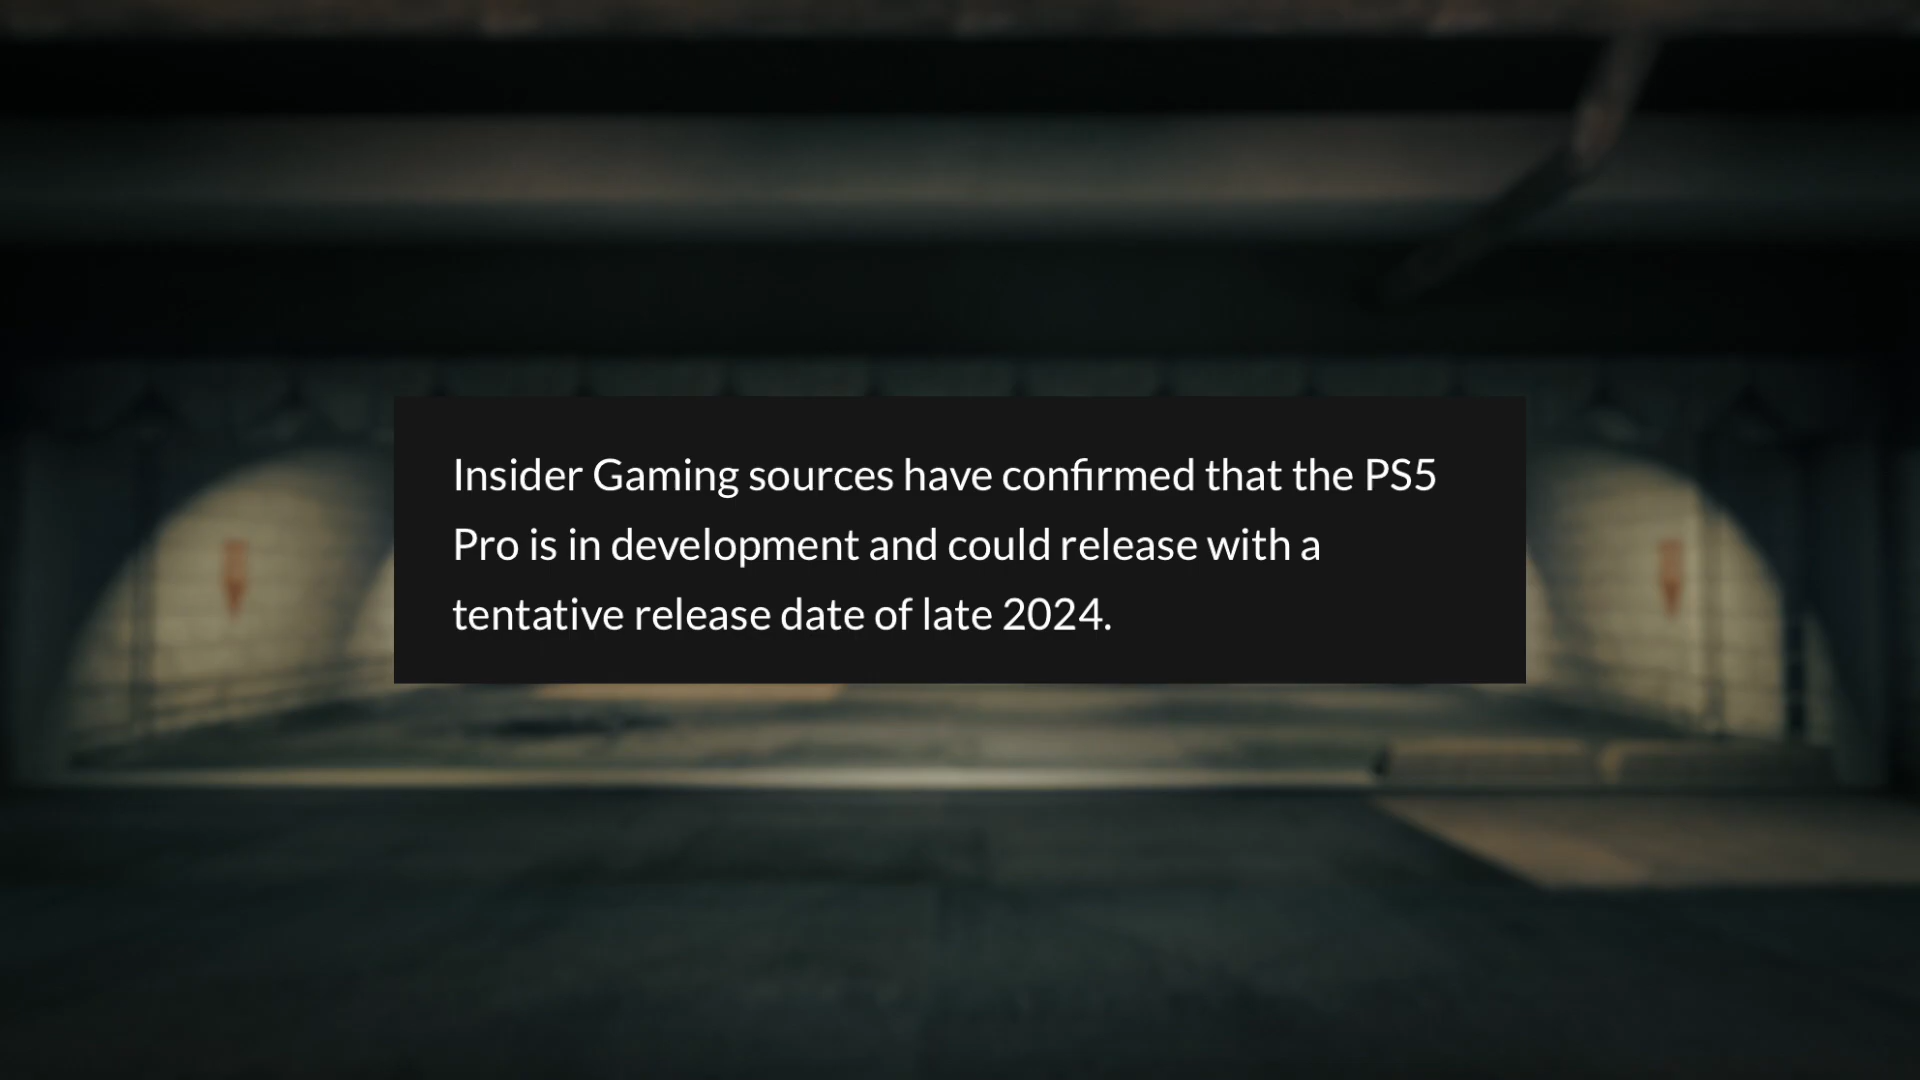 Insider Gaming sources have confirmed that the PS5
Pro is in development and could release with a
tentative release date of late 2024.